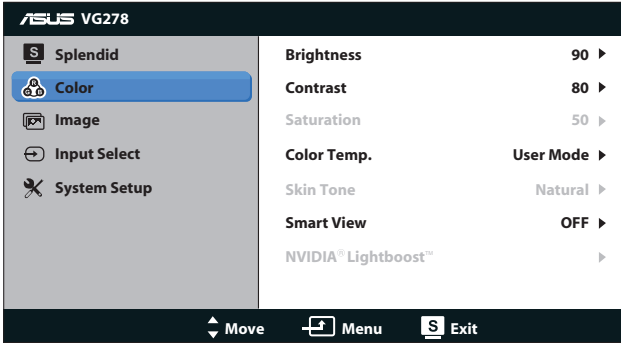 ASUS VG278
S Splendid
Color
Image
Input Select
System Setup
Brightness 90
Contrast 80
Saturation 50
Color Temp. User Mode
Skin Tone Natural
Smart View OFF
NVIDIA® Lightboost™
Move Menu S Exit